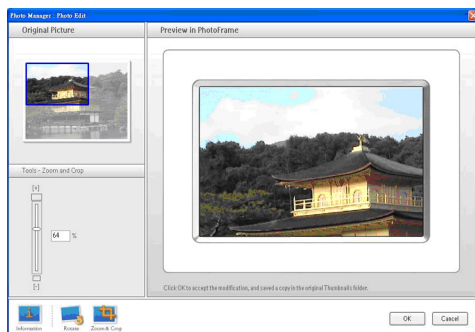 Photo Manager : Photo Edit
Original Picture
Preview in PhotoFrame
Tools - Zoom and Crop
[+]
64 %
[-]
Click OK to accept the modification, and saved a copy in the original Thumbnails folder.
Information
Rotate
Zoom & Crop
OK
Cancel